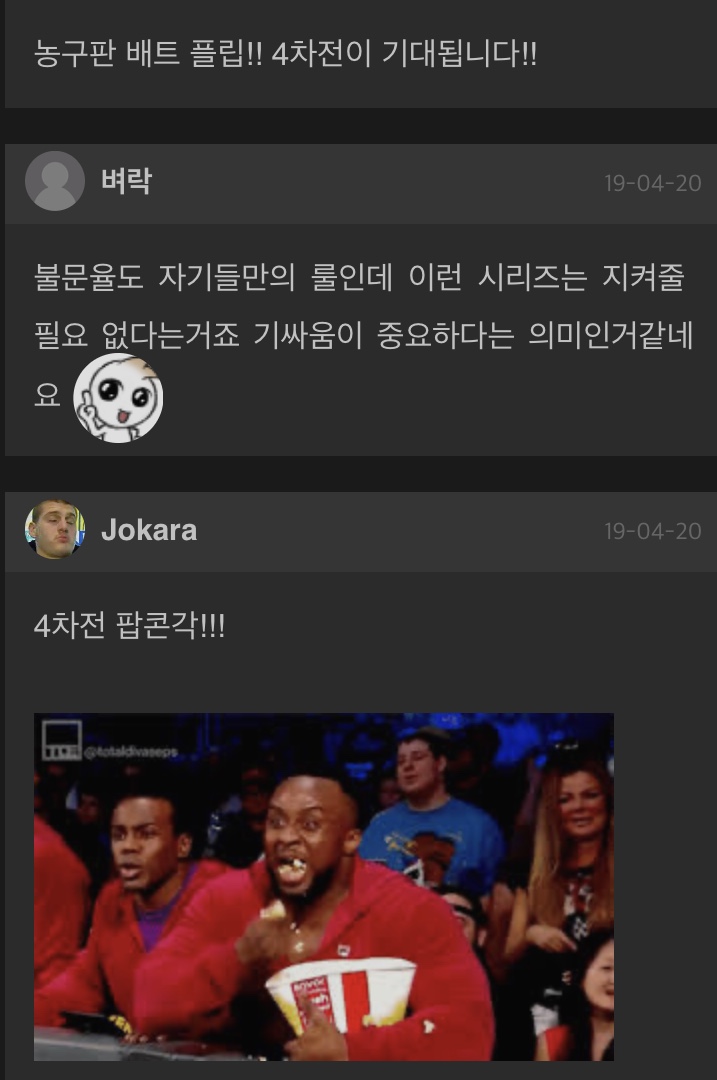 농구판 배트 플립!! 4차전이 기대됩니다!!
벼락
19-04-20
불문율도 자기들만의 룰인데 이런 시리즈는 지켜줄
필요 없다는거죠 기싸움이 중요하다는 의미인거같네
요
Jokara
19-04-20
4차전 팝콘각!!!
@totaldivaseps